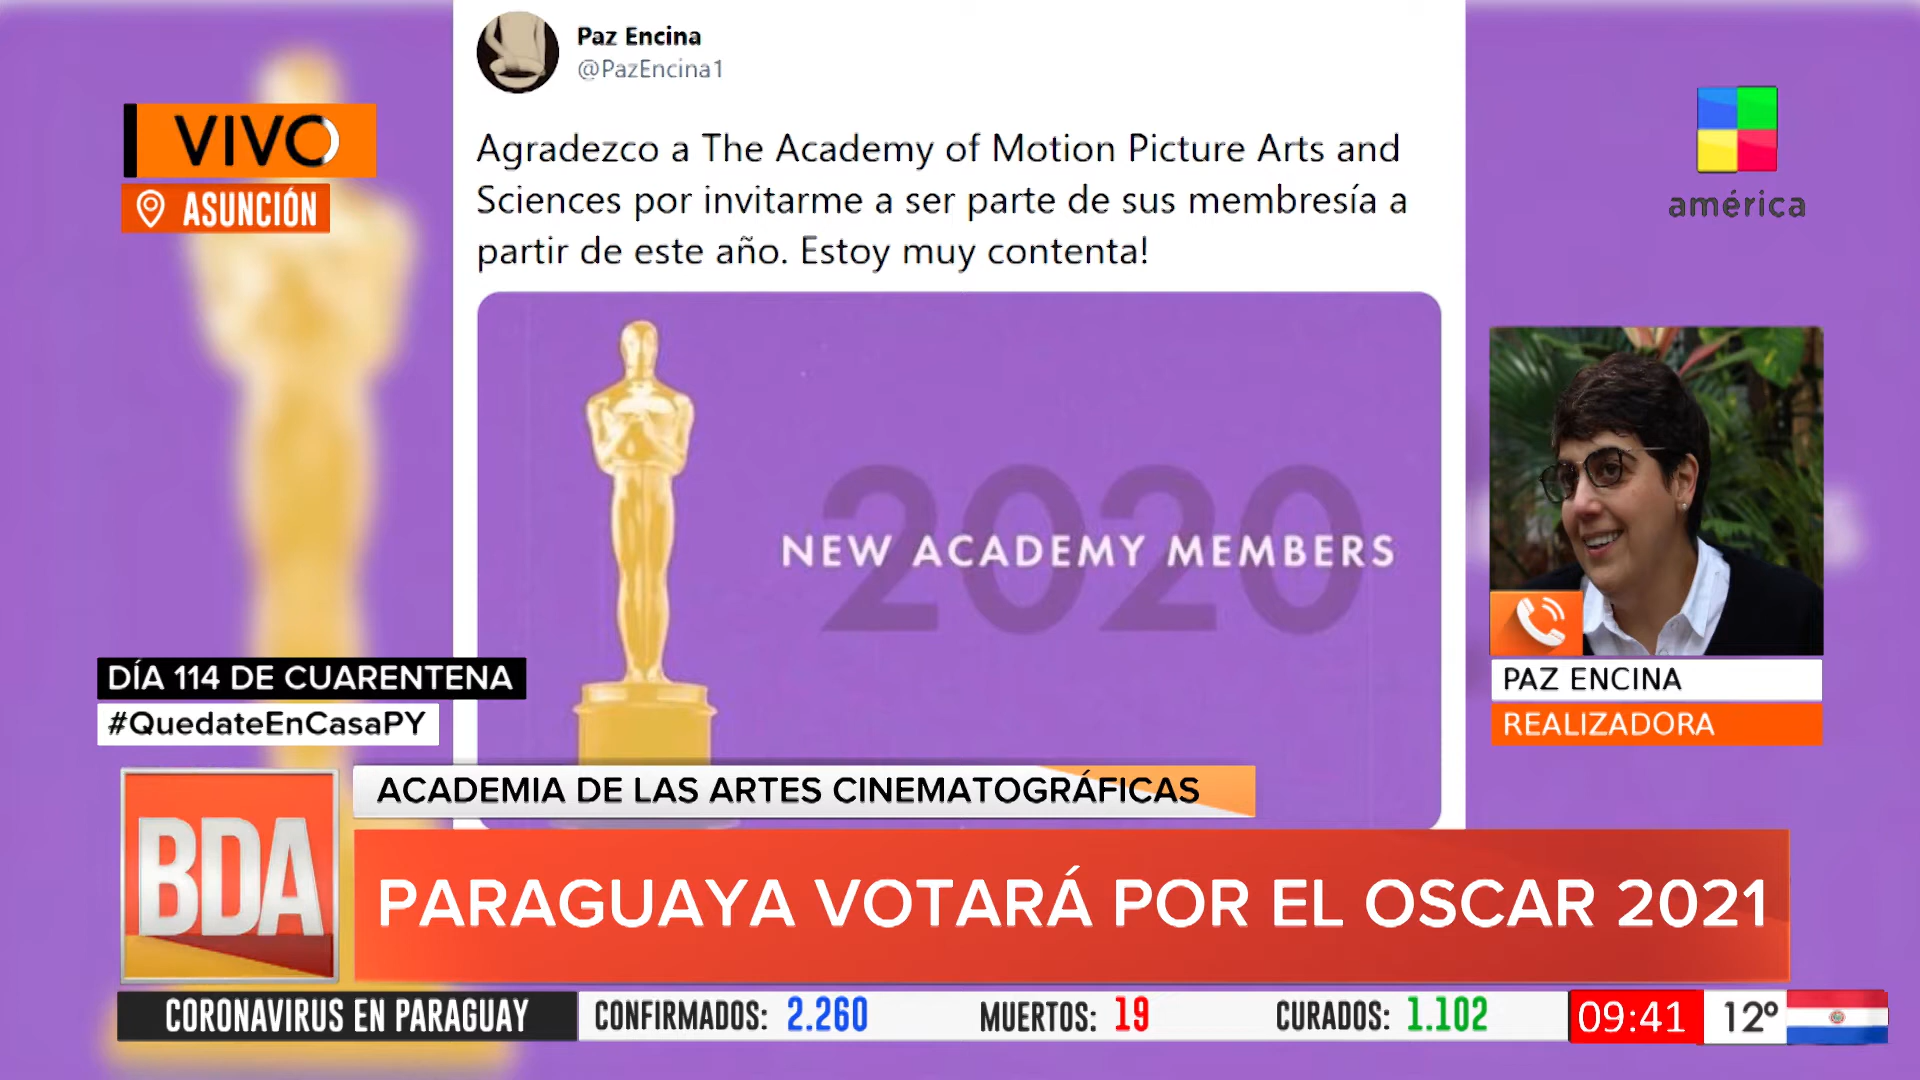 Paz Encina
@PazEncina1
VIVO
ASUNCIÓN
Agradezco a The Academy of Motion Picture Arts and
Sciences por invitarme a ser parte de sus membresía a
partir de este año. Estoy muy contenta!
américa
2020
NEW ACADEMY MEMBERS
DÍA 114 DE CUARENTENA
#QuedateEnCasaPY
PAZ ENCINA
REALIZADORA
BDA
ACADEMIA DE LAS ARTES CINEMATOGRÁFICAS
PARAGUAYA VOTARÁ POR EL OSCAR 2021
CORONAVIRUS EN PARAGUAY CONFIRMADOS: 2.260 MUERTOS: 19 CURADOS: 1.102 09:41 12º